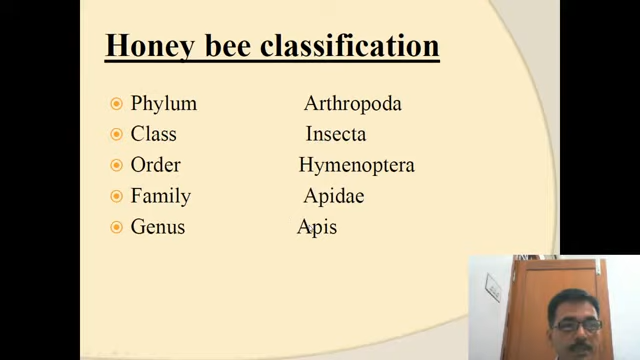 Honey bee classification
Phylum Arthropoda
Class Insecta
Order Hymenoptera
Family Apidae
Genus Apis